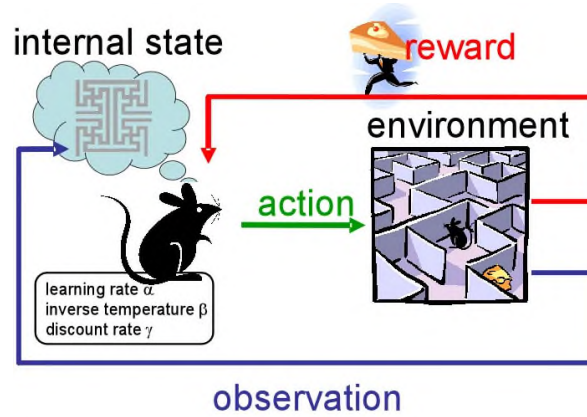 internal state
reward
environment
action
learning rate α
inverse temperature β
discount rate γ
observation